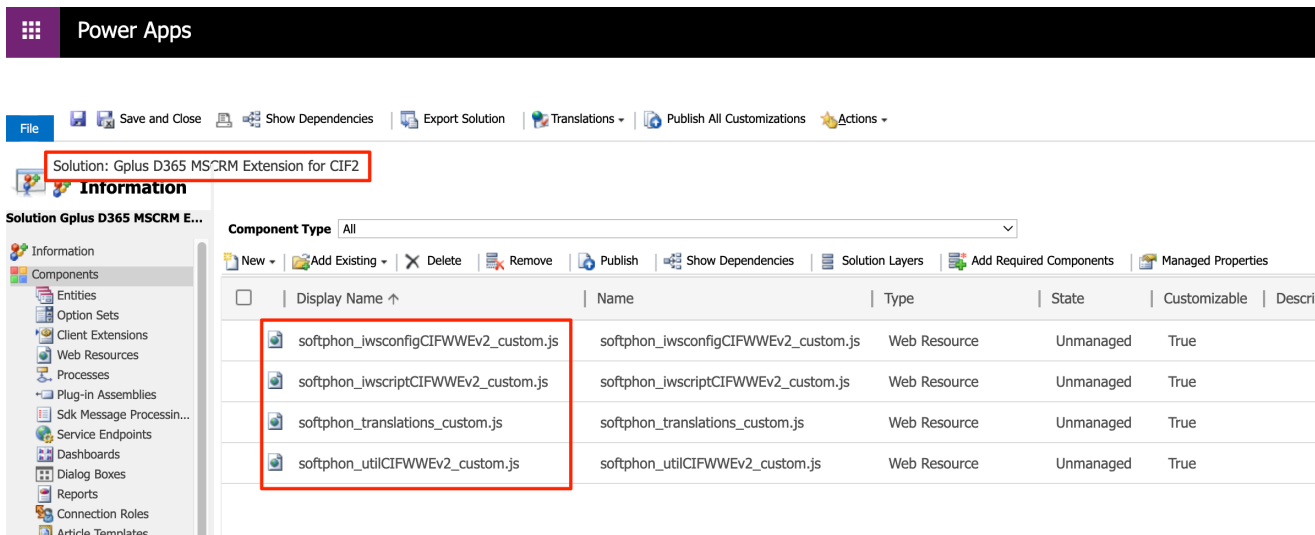 Power Apps
File Save and Close Show Dependencies Export Solution Translations Publish All Customizations Actions
Solution: Gplus D365 MSCRM Extension for CIF2
Information
Solution Gplus D365 MSCRM E...
Component Type All
Information
Components
Entities
Option Sets
Client Extensions
Web Resources
Processes
Plug-in Assemblies
Sdk Message Processin...
Service Endpoints
Dashboards
Dialog Boxes
Reports
Connection Roles
Article Templates
New Add Existing Delete Remove Publish Show Dependencies Solution Layers Add Required Components Managed Properties
Display Name ↑ Name Type State Customizable Descri
softphon_iwsconfigCIFWWEv2_custom.js softphon_iwsconfigCIFWWEv2_custom.js Web Resource Unmanaged True
softphon_iwscriptCIFWWEv2_custom.js softphon_iwscriptCIFWWEv2_custom.js Web Resource Unmanaged True
softphon_translations_custom.js softphon_translations_custom.js Web Resource Unmanaged True
softphon_utilCIFWWEv2_custom.js softphon_utilCIFWWEv2_custom.js Web Resource Unmanaged True